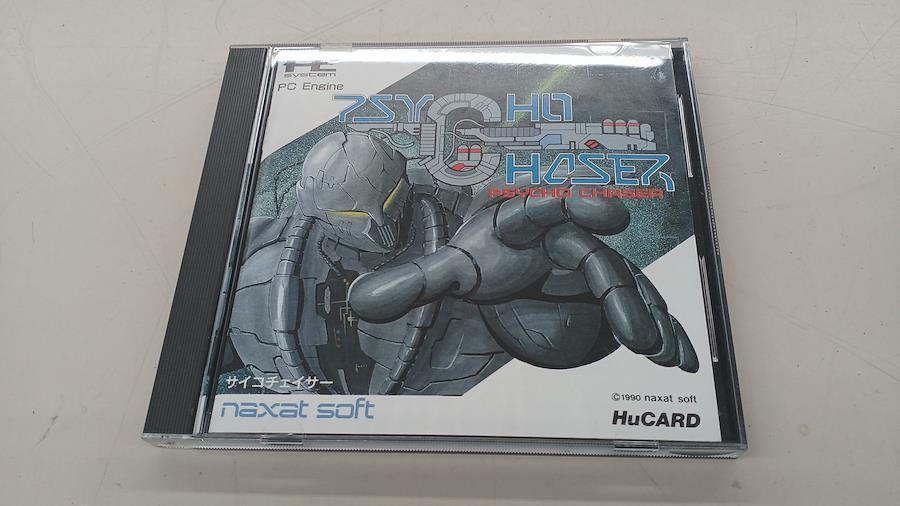 PC
system
PC Engine
PSYCHO
CHASER
PSYCHO CHASER
サイコチェイサー
naxat soft
©1990 naxat soft
HuCARD